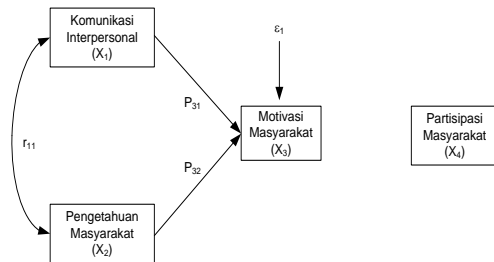 Komunikasi
Interpersonal
(X₁)
ε₁
P₃₁
Motivasi
Masyarakat
(X₃)
Partisipasi
Masyarakat
(X₄)
r₁₁
P₃₂
Pengetahuan
Masyarakat
(X₂)